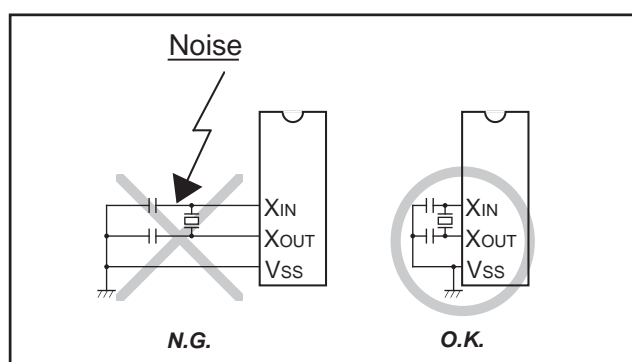 Noise
XIN
XOUT
VSS
N.G.
XIN
XOUT
VSS
O.K.